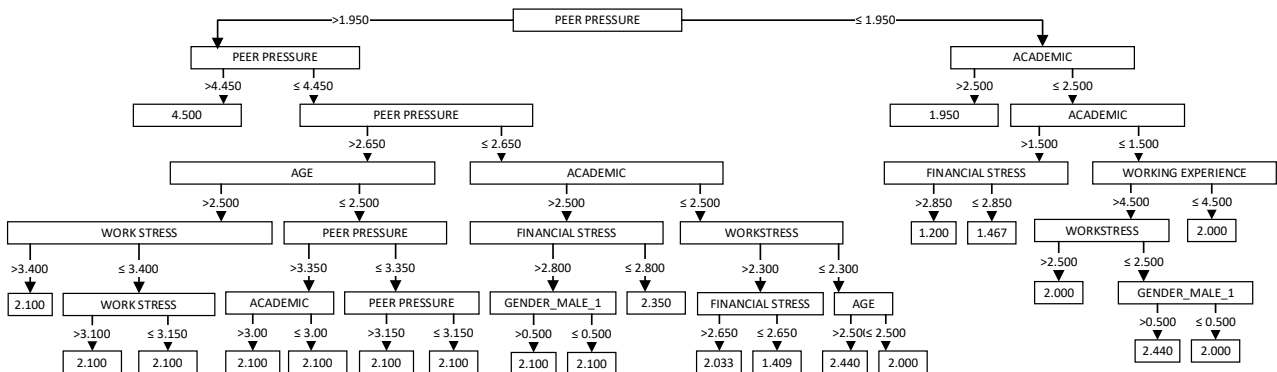 >1.950 PEER PRESSURE ≤ 1.950
PEER PRESSURE ACADEMIC
>4.450 ≤ 4.450 >2.500 ≤ 2.500
4.500 PEER PRESSURE 1.950 ACADEMIC
>2.650 ≤ 2.650 >1.500 ≤ 1.500
AGE ACADEMIC FINANCIAL STRESS WORKING EXPERIENCE
>2.500 ≤ 2.500 >2.500 ≤ 2.500 >2.850 ≤ 2.850 >4.500 ≤ 4.500
WORK STRESS PEER PRESSURE FINANCIAL STRESS WORKSTRESS 1.200 1.467 WORKSTRESS 2.000
>3.400 ≤ 3.400 >3.350 ≤ 3.350 >2.800 ≤ 2.800 >2.300 ≤ 2.300 >2.500 ≤ 2.500
2.100 WORK STRESS ACADEMIC PEER PRESSURE GENDER_MALE_1 2.350 FINANCIAL STRESS AGE 2.000 GENDER_MALE_1
>3.100 ≤ 3.150 >3.00 ≤ 3.00 >3.150 ≤ 3.150 >0.500 ≤ 0.500 >2.650 ≤ 2.650 >2.500 ≤ 2.500 >0.500 ≤ 0.500
2.100 2.100 2.100 2.100 2.100 2.100 2.100 2.100 2.033 1.409 2.440 2.000 2.440 2.000